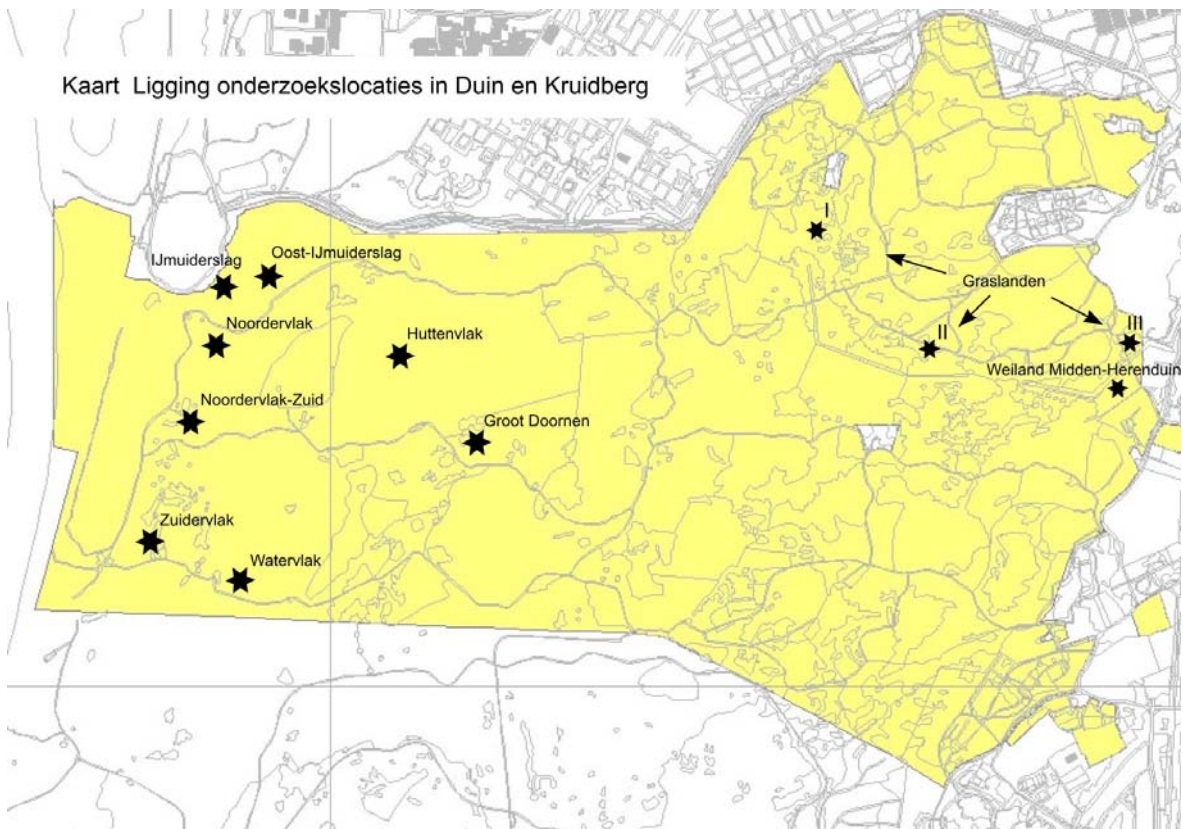 Kaart Ligging onderzoekslocaties in Duin en Kruidberg
I
IJmuiderslag
Oost-IJmuiderslag
Graslanden
Noordervlak
Huttenvlak
II
III
Weiland Midden-Herenduin
Noordervlak-Zuid
Groot Doornen
Zuidervlak
Watervlak